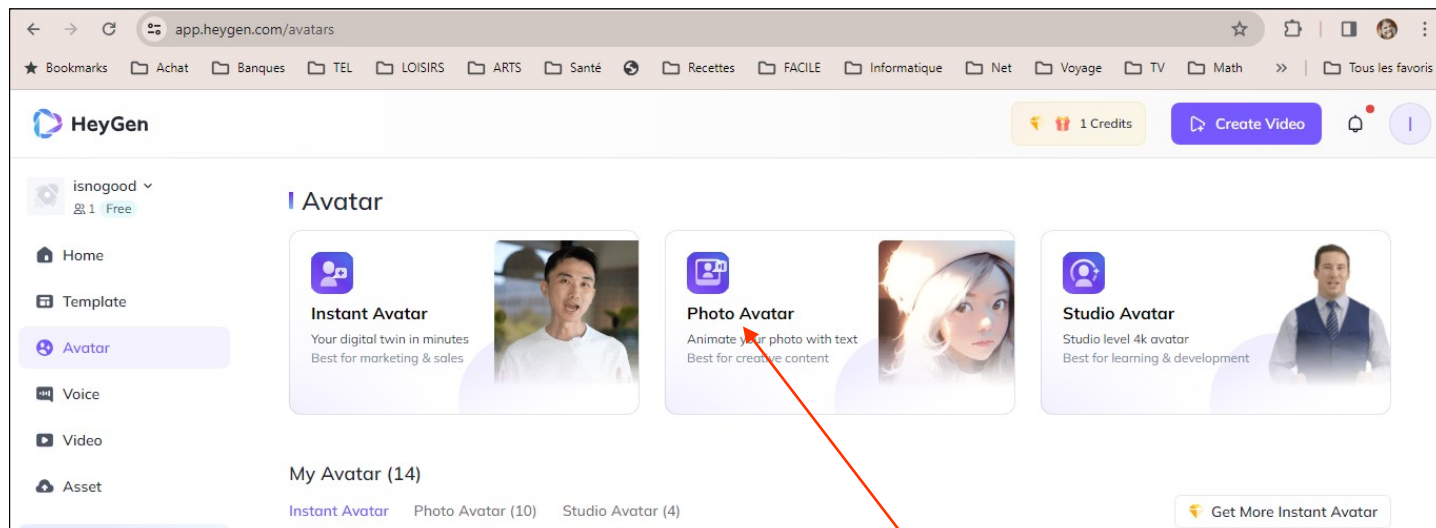 app.heygen.com/avatars
Bookmarks Achat Banques TEL LOISIRS ARTS Santé Recettes FACILE Informatique Net Voyage TV Math » Tous les favoris
HeyGen
1 Credits
Create Video
I
isnogood
1 Free
Home
Template
Avatar
Voice
Video
Asset
Avatar
Instant Avatar
Your digital twin in minutes
Best for marketing & sales
Photo Avatar
Animate your photo with text
Best for creative content
Studio Avatar
Studio level 4k avatar
Best for learning & development
My Avatar (14)
Instant Avatar Photo Avatar (10) Studio Avatar (4)
Get More Instant Avatar